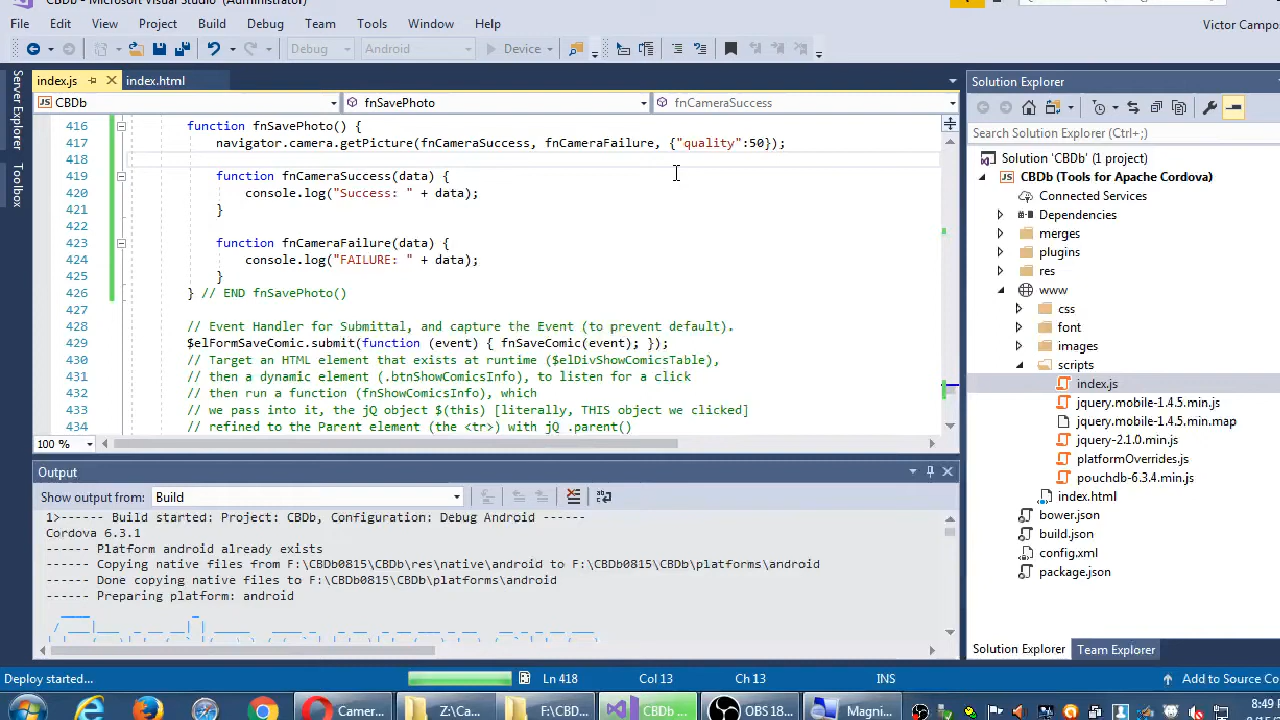 CBDb - Microsoft Visual Studio (Administrator)
File Edit View Project Build Debug Team Tools Window Help
Victor Campo
Debug Android Device
index.js index.html
CBDb fnSavePhoto fnCameraSuccess
416 function fnSavePhoto() {
417 navigator.camera.getPicture(fnCameraSuccess, fnCameraFailure, {"quality":50});
418
419 function fnCameraSuccess(data) {
420 console.log("Success: " + data);
421 }
422
423 function fnCameraFailure(data) {
424 console.log("FAILURE: " + data);
425 }
426 } // END fnSavePhoto()
427
428 // Event Handler for Submittal, and capture the Event (to prevent default).
429 $elFormSaveComic.submit(function (event) { fnSaveComic(event); });
430 // Target an HTML element that exists at runtime ($elDivShowComicsTable),
431 // then a dynamic element (.btnShowComicsInfo), to listen for a click
432 // then run a function (fnShowComicsInfo), which
433 // we pass into it, the jQ object $(this) [literally, THIS object we clicked]
434 // refined to the Parent element (the <tr>) with jQ .parent()
100 %
Output
Show output from: Build
1>------ Build started: Project: CBDb, Configuration: Debug Android ------
Cordova 6.3.1
------ Platform android already exists
------ Copying native files from F:\CBDb0815\CBDb\res\native\android to F:\CBDb0815\CBDb\platforms\android
------ Done copying native files to F:\CBDb0815\CBDb\platforms\android
------ Preparing platform: android
Server Explorer
Toolbox
Solution Explorer
Search Solution Explorer (Ctrl+;)
Solution 'CBDb' (1 project)
CBDb (Tools for Apache Cordova)
Connected Services
Dependencies
merges
plugins
res
www
css
font
images
scripts
index.js
jquery.mobile-1.4.5.min.js
jquery.mobile-1.4.5.min.map
jquery-2.1.0.min.js
platformOverrides.js
pouchdb-6.3.4.min.js
index.html
bower.json
build.json
config.xml
package.json
Solution Explorer Team Explorer
Deploy started... Ln 418 Col 13 Ch 13 INS Add to Source Co
Camer... Z:\Ca... F:\CBD... CBDb ... OBS 18.... Magni... 8:49